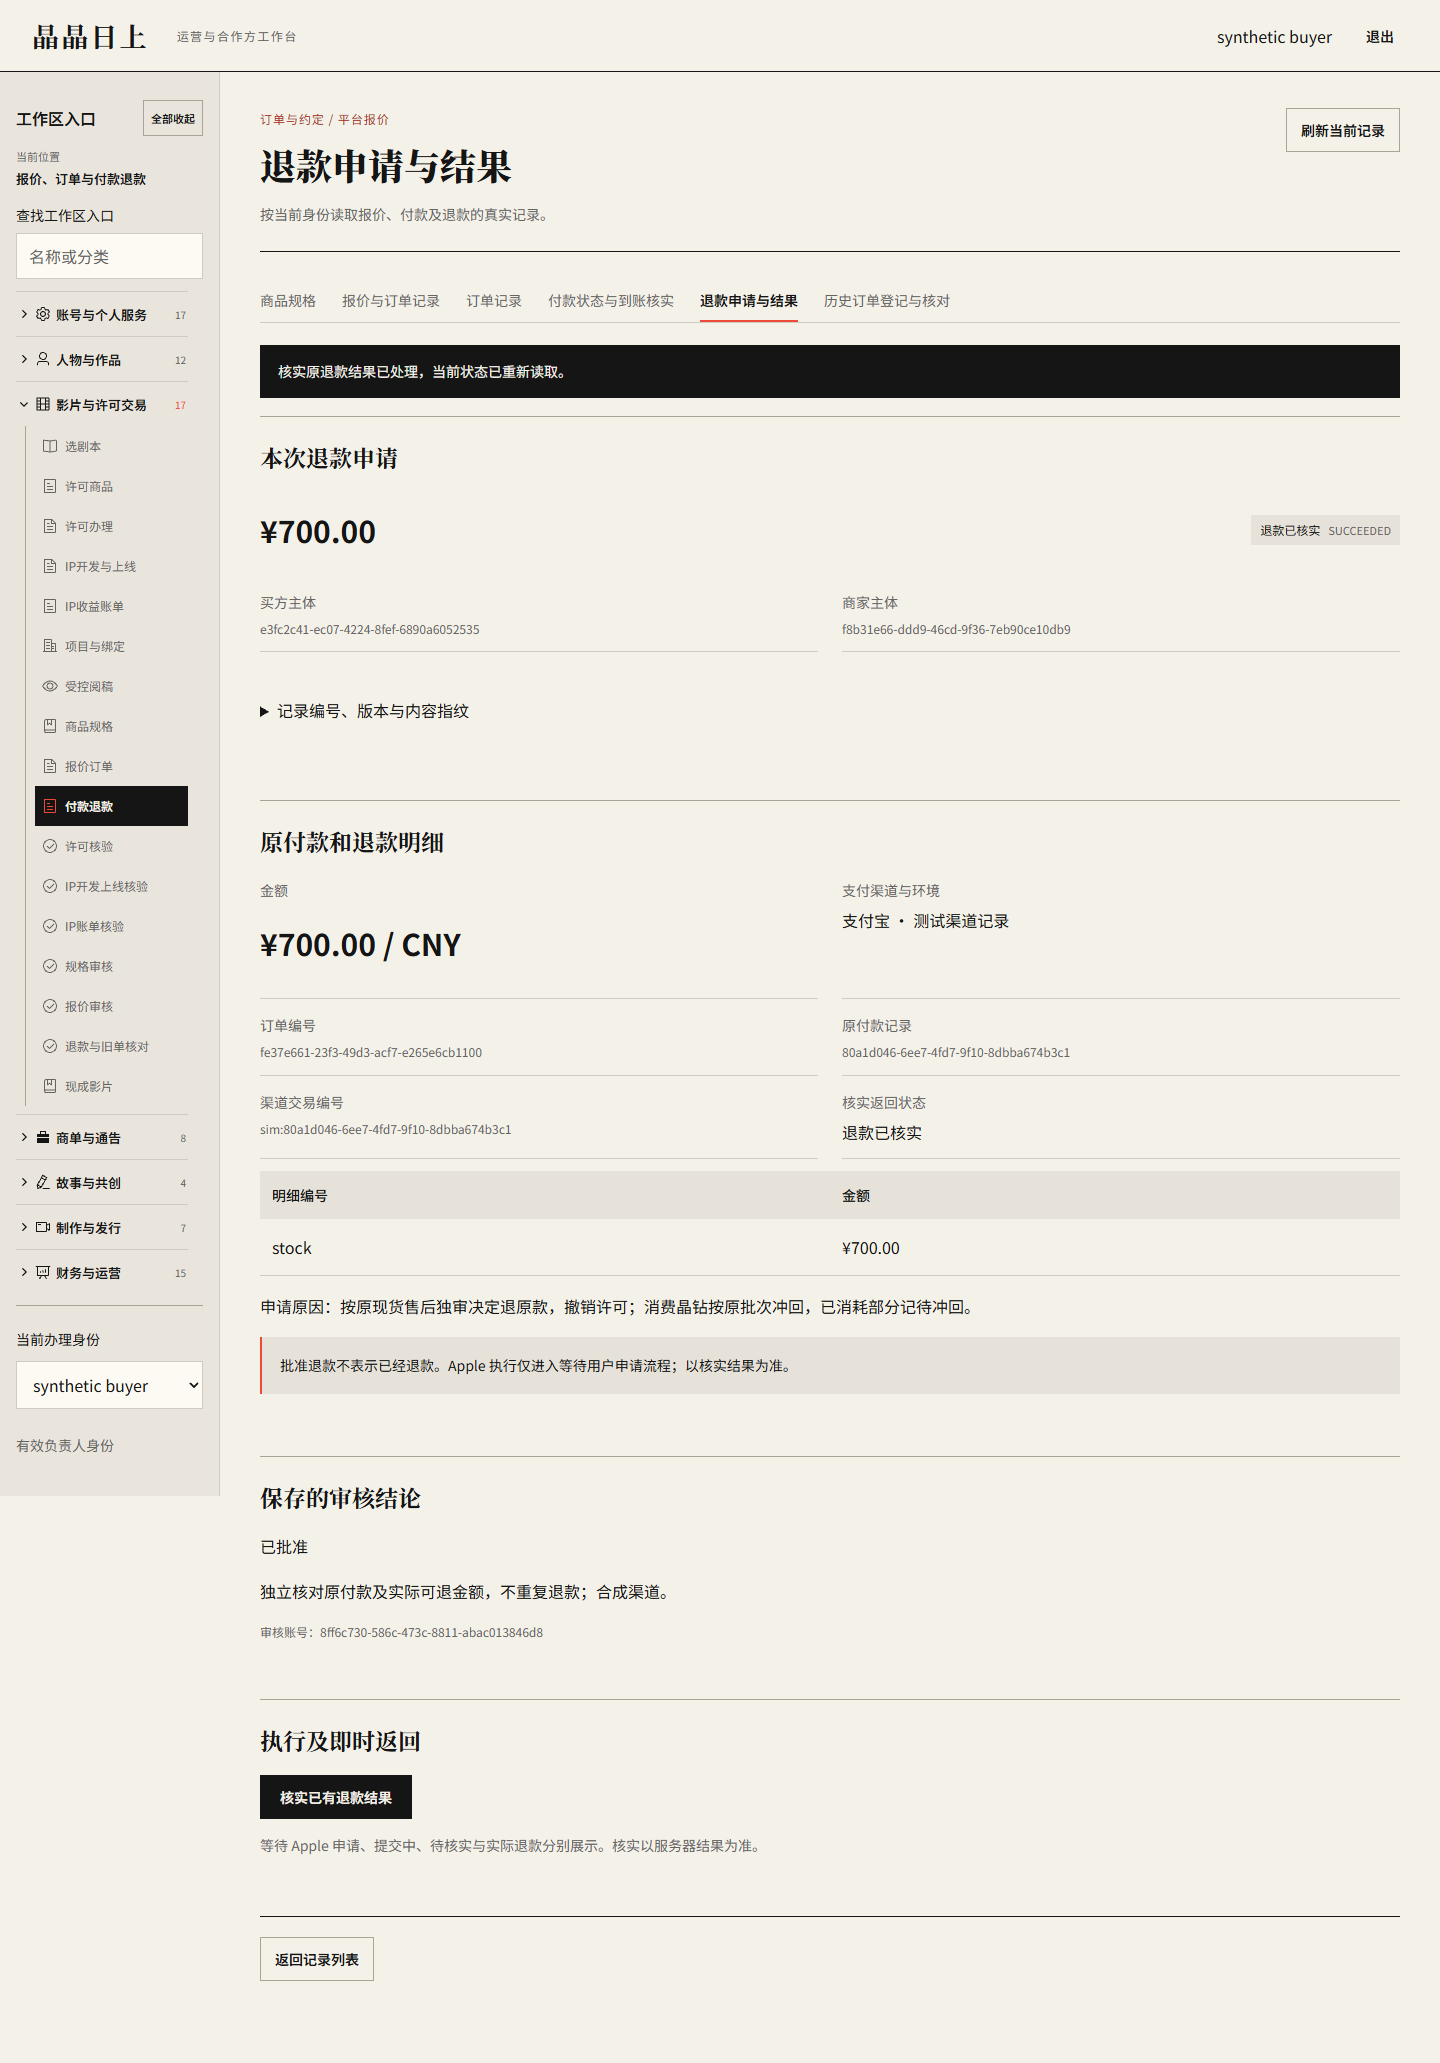 晶晶日上
运营与合作方工作台
synthetic buyer
退出
工作区入口
全部收起
当前位置
报价、订单与付款退款
查找工作区入口
名称或分类
账号与个人服务 17
人物与作品 12
影片与许可交易 17
选剧本
许可商品
许可办理
IP开发与上线
IP收益账单
项目与绑定
受控阅稿
商品规格
报价订单
付款退款
许可核验
IP开发上线核验
IP账单核验
规格审核
报价审核
退款与旧单核对
现成影片
商单与通告 8
故事与共创 4
制作与发行 7
财务与运营 15
当前办理身份
synthetic buyer
有效负责人身份
订单与约定 / 平台报价
退款申请与结果
按当前身份读取报价、付款及退款的真实记录。
刷新当前记录
商品规格 报价与订单记录 订单记录 付款状态与到账核实 退款申请与结果 历史订单登记与核对
核实原退款结果已处理，当前状态已重新读取。
本次退款申请
¥700.00
退款已核实 SUCCEEDED
买方主体
e3fc2c41-ec07-4224-8fef-6890a6052535
商家主体
f8b31e66-ddd9-46cd-9f36-7eb90ce10db9
记录编号、版本与内容指纹
原付款和退款明细
金额
¥700.00 / CNY
支付渠道与环境
支付宝 · 测试渠道记录
订单编号
fe37e661-23f3-49d3-acf7-e265e6cb1100
原付款记录
80a1d046-6ee7-4fd7-9f10-8dbba674b3c1
渠道交易编号
sim:80a1d046-6ee7-4fd7-9f10-8dbba674b3c1
核实返回状态
退款已核实
明细编号 金额
stock ¥700.00
申请原因：按原现货售后独审决定退原款，撤销许可；消费晶钻按原批次冲回，已消耗部分记待冲回。
批准退款不表示已经退款。Apple 执行仅进入等待用户申请流程；以核实结果为准。
保存的审核结论
已批准
独立核对原付款及实际可退金额，不重复退款；合成渠道。
审核账号：8ff6c730-586c-473c-8811-abac013846d8
执行及即时返回
核实已有退款结果
等待 Apple 申请、提交中、待核实与实际退款分别展示。核实以服务器结果为准。
返回记录列表